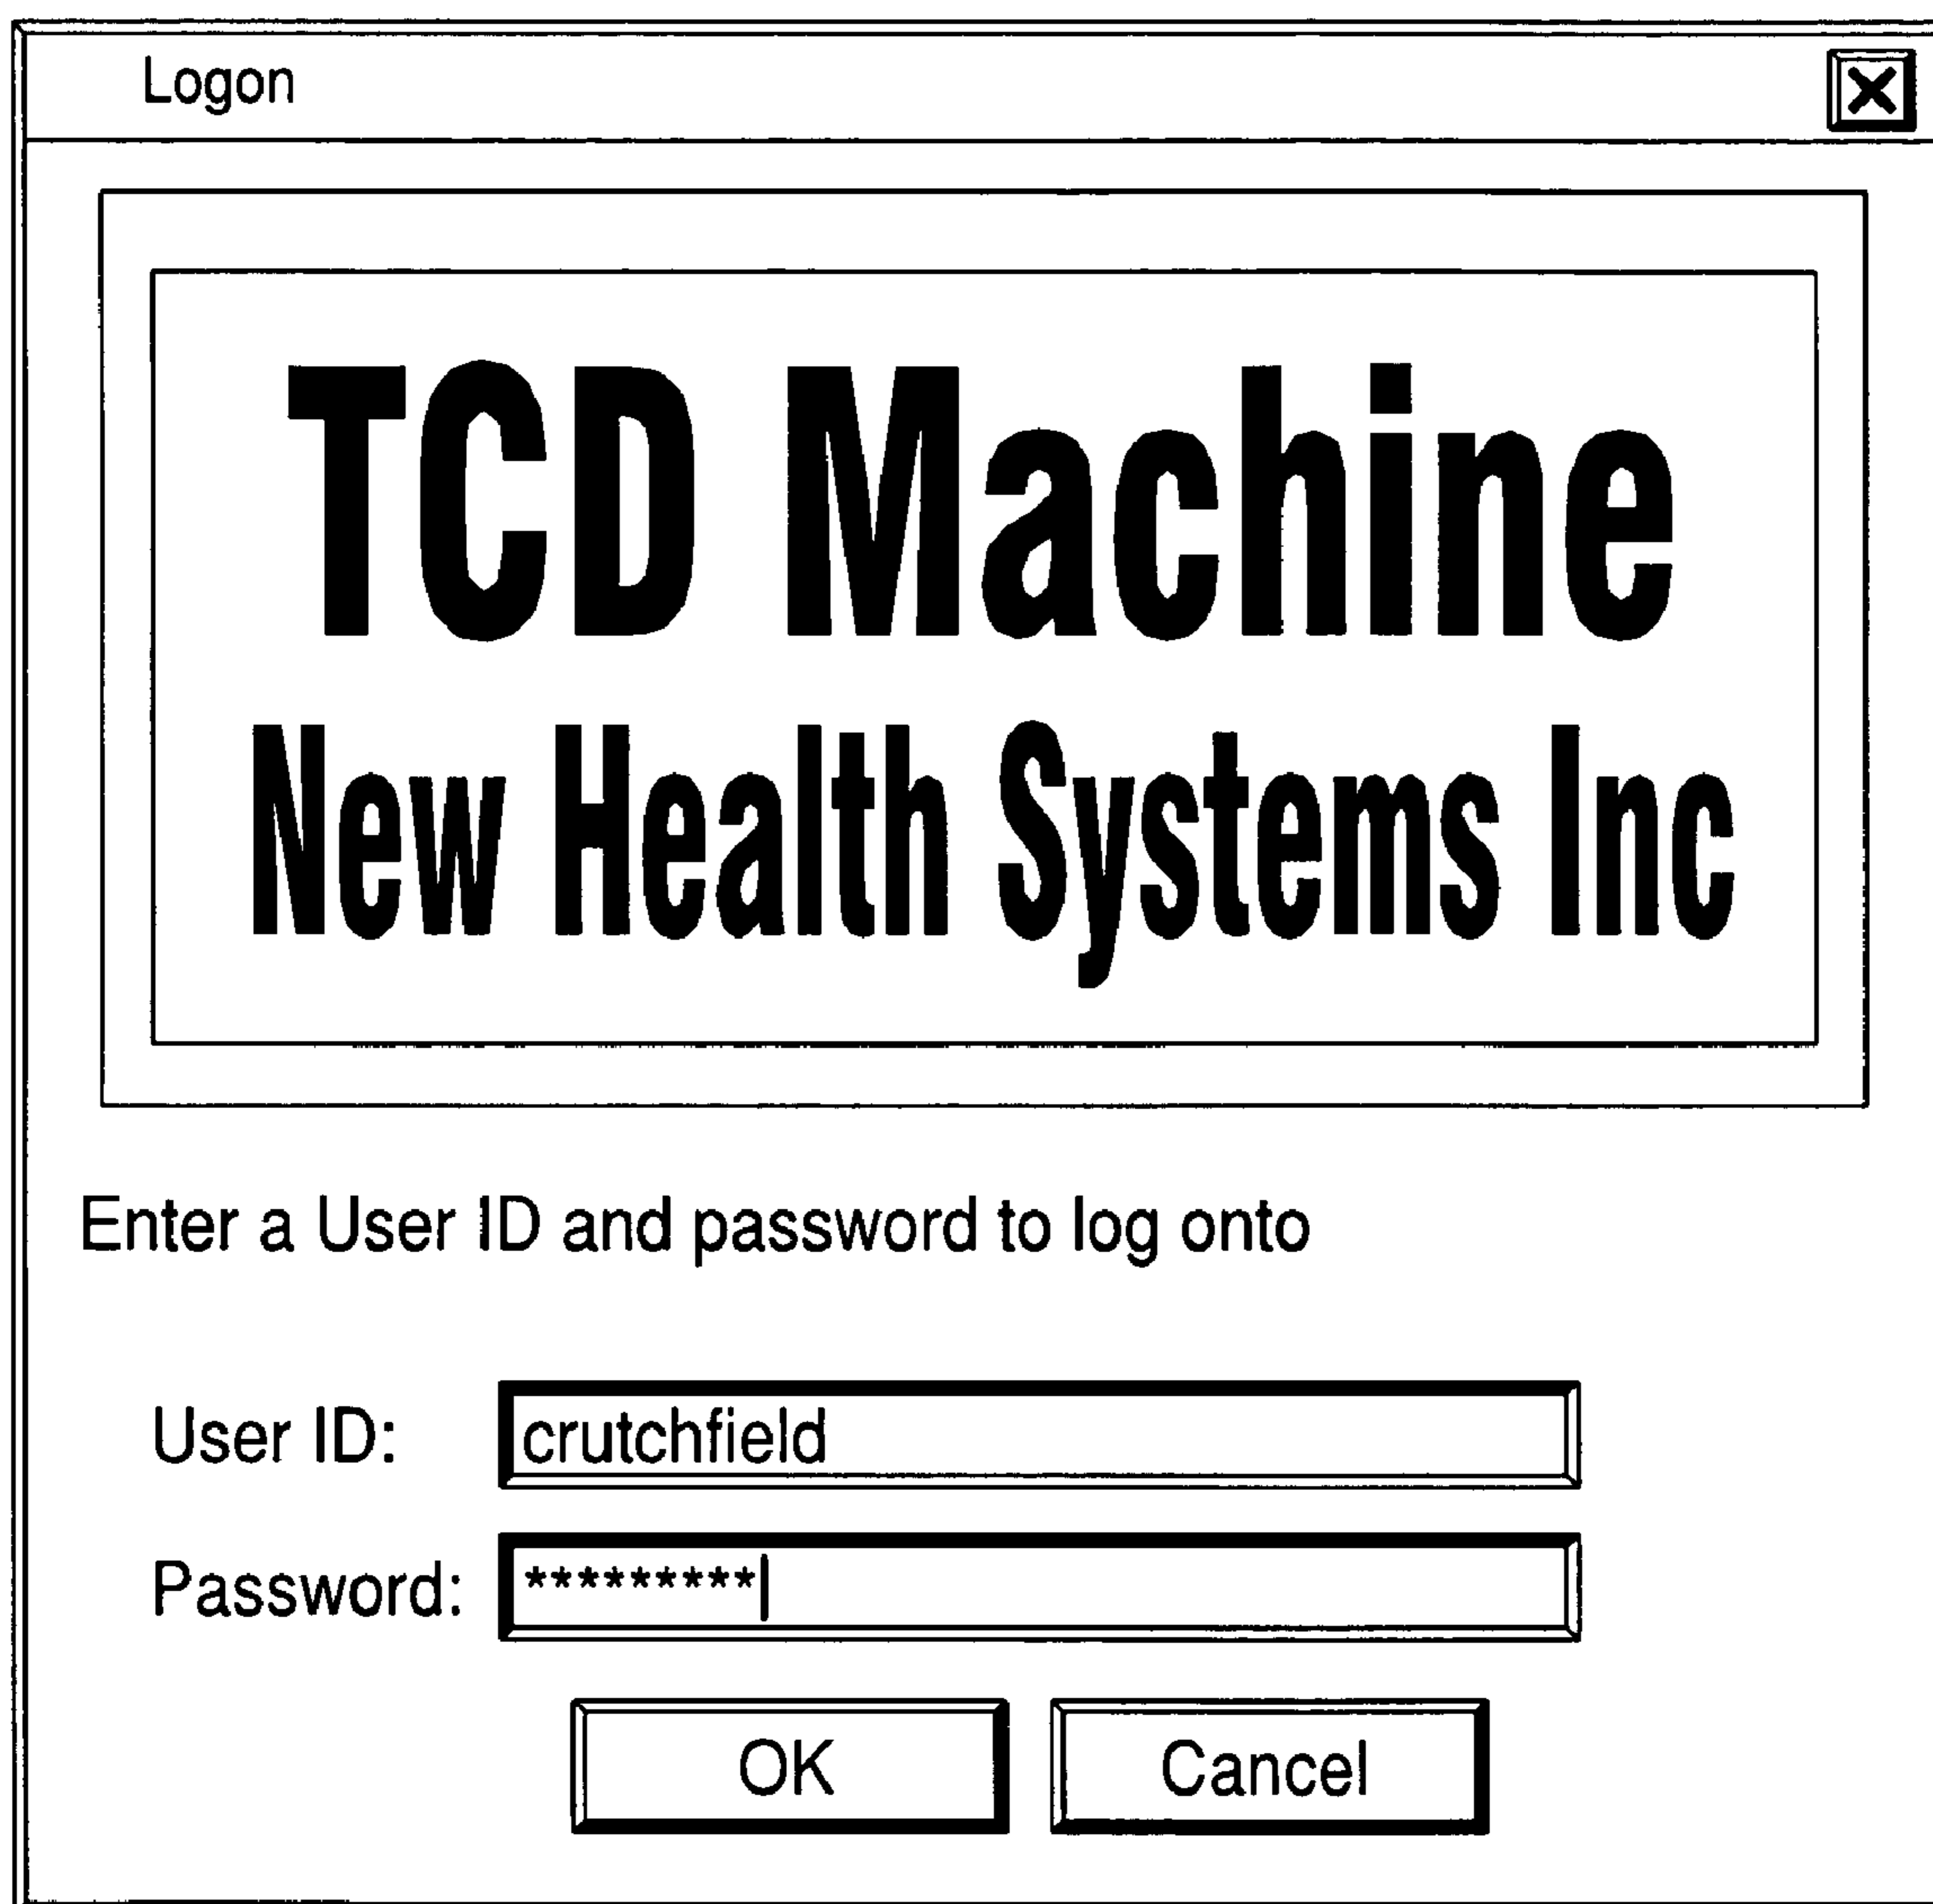 Logon
TCD Machine
New Health Systems Inc
Enter a User ID and password to log onto
User ID: crutchfield
Password: *********
OK Cancel